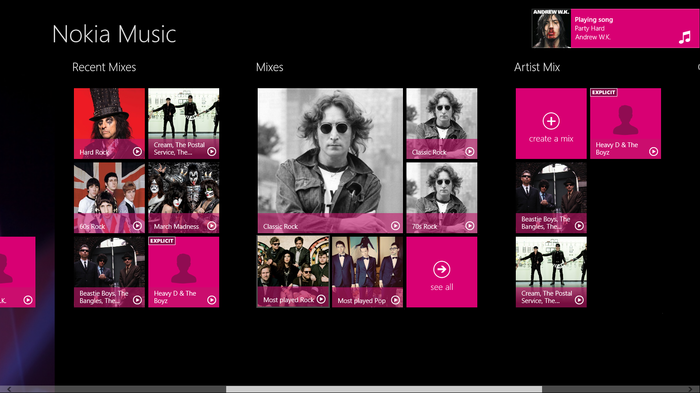 Nokia Music
ANDREW W.K.
Playing song
Party Hard
Andrew W.K.
Recent Mixes
Mixes
Artist Mix
Hard Rock
Cream, The Postal
Service, The...
Classic Rock
Classic Rock
create a mix
EXPLICIT
Heavy D & The
Boyz
60s Rock
March Madness
70s Rock
Beastie Boys, The
Bangles, The...
.K.
Beastie Boys, The
Bangles, The...
EXPLICIT
Heavy D & The
Boyz
Most played Rock
Most played Pop
see all
Cream, The Postal
Service, The...